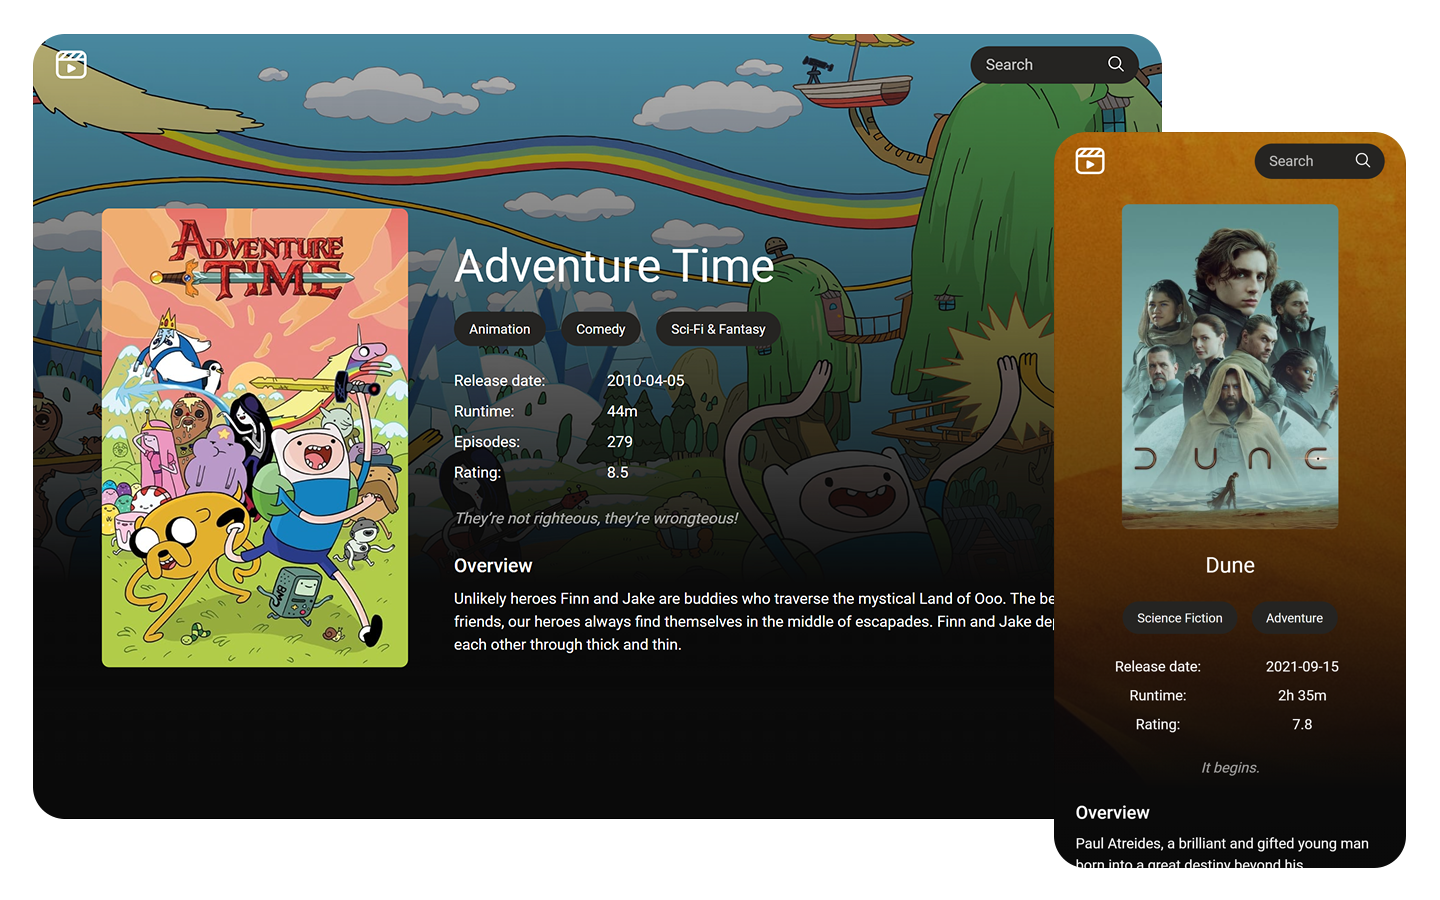 Search
ADVENTURE
TIME
Adventure Time
Animation
Comedy
Sci-Fi & Fantasy
Release date: 2010-04-05
Runtime: 44m
Episodes: 279
Rating: 8.5
They're not righteous, they're wrongteous!
Overview
Unlikely heroes Finn and Jake are buddies who traverse the mystical Land of Ooo. The be
friends, our heroes always find themselves in the middle of escapades. Finn and Jake dep
each other through thick and thin.
Search
DUNE
Dune
Science Fiction
Adventure
Release date: 2021-09-15
Runtime: 2h 35m
Rating: 7.8
It begins.
Overview
Paul Atreides, a brilliant and gifted young man
born into a great destiny beyond his